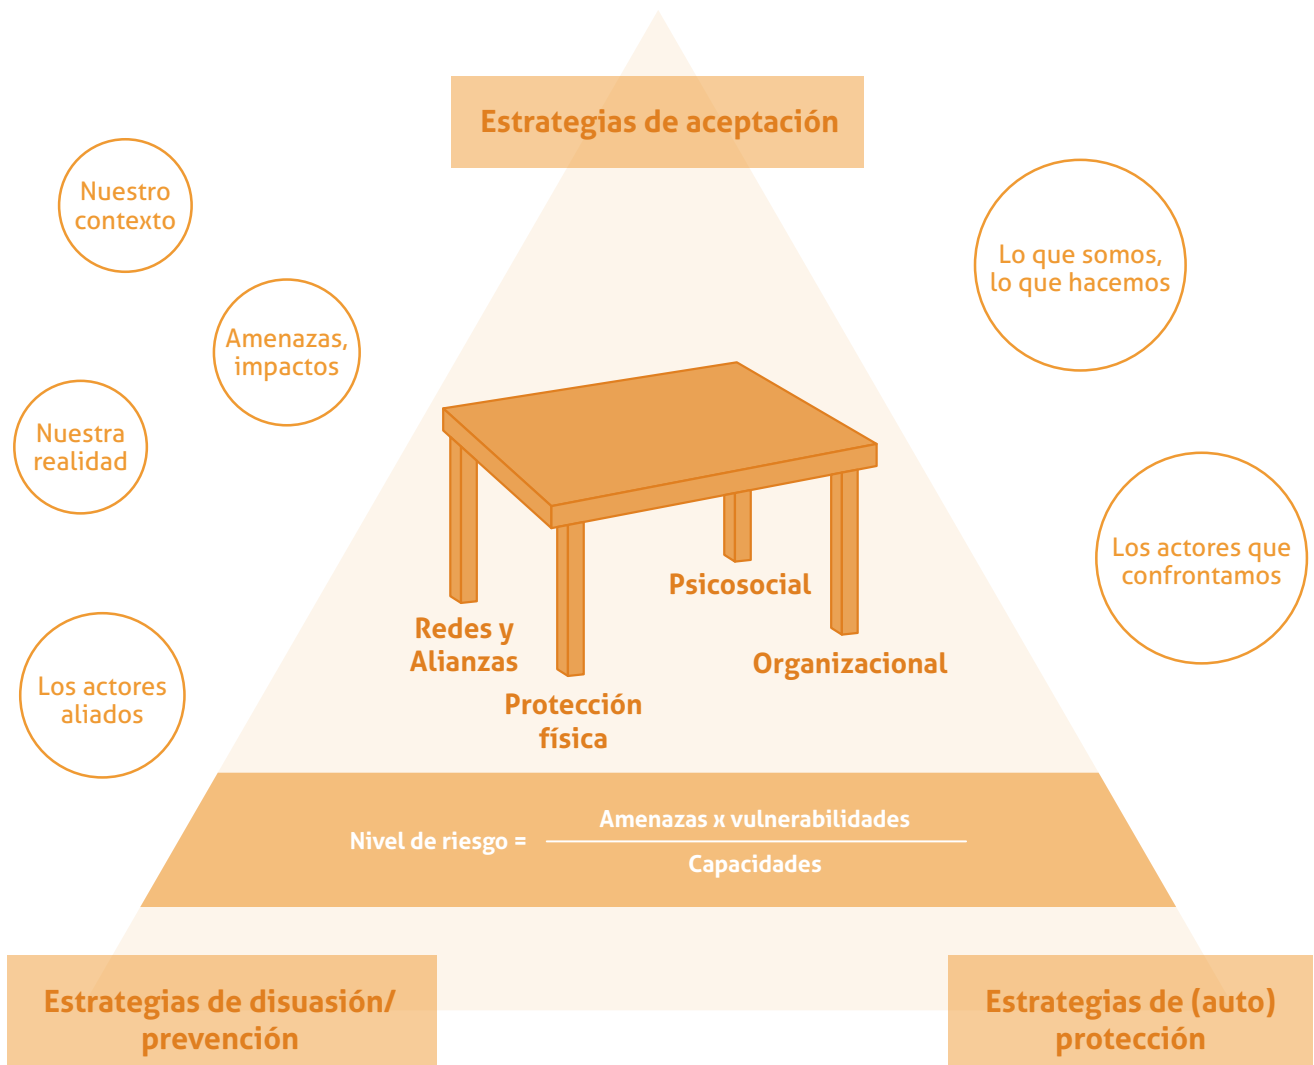 Estrategias de aceptación
Nuestro
contexto
Amenazas,
impactos
Nuestra
realidad
Los actores
aliados
Lo que somos,
lo que hacemos
Los actores que
confrontamos
Psicosocial
Redes y
Alianzas
Organizacional
Protección
física
Nivel de riesgo =
Amenazas x vulnerabilidades
Capacidades
Estrategias de disuasión/
prevención
Estrategias de (auto)
protección